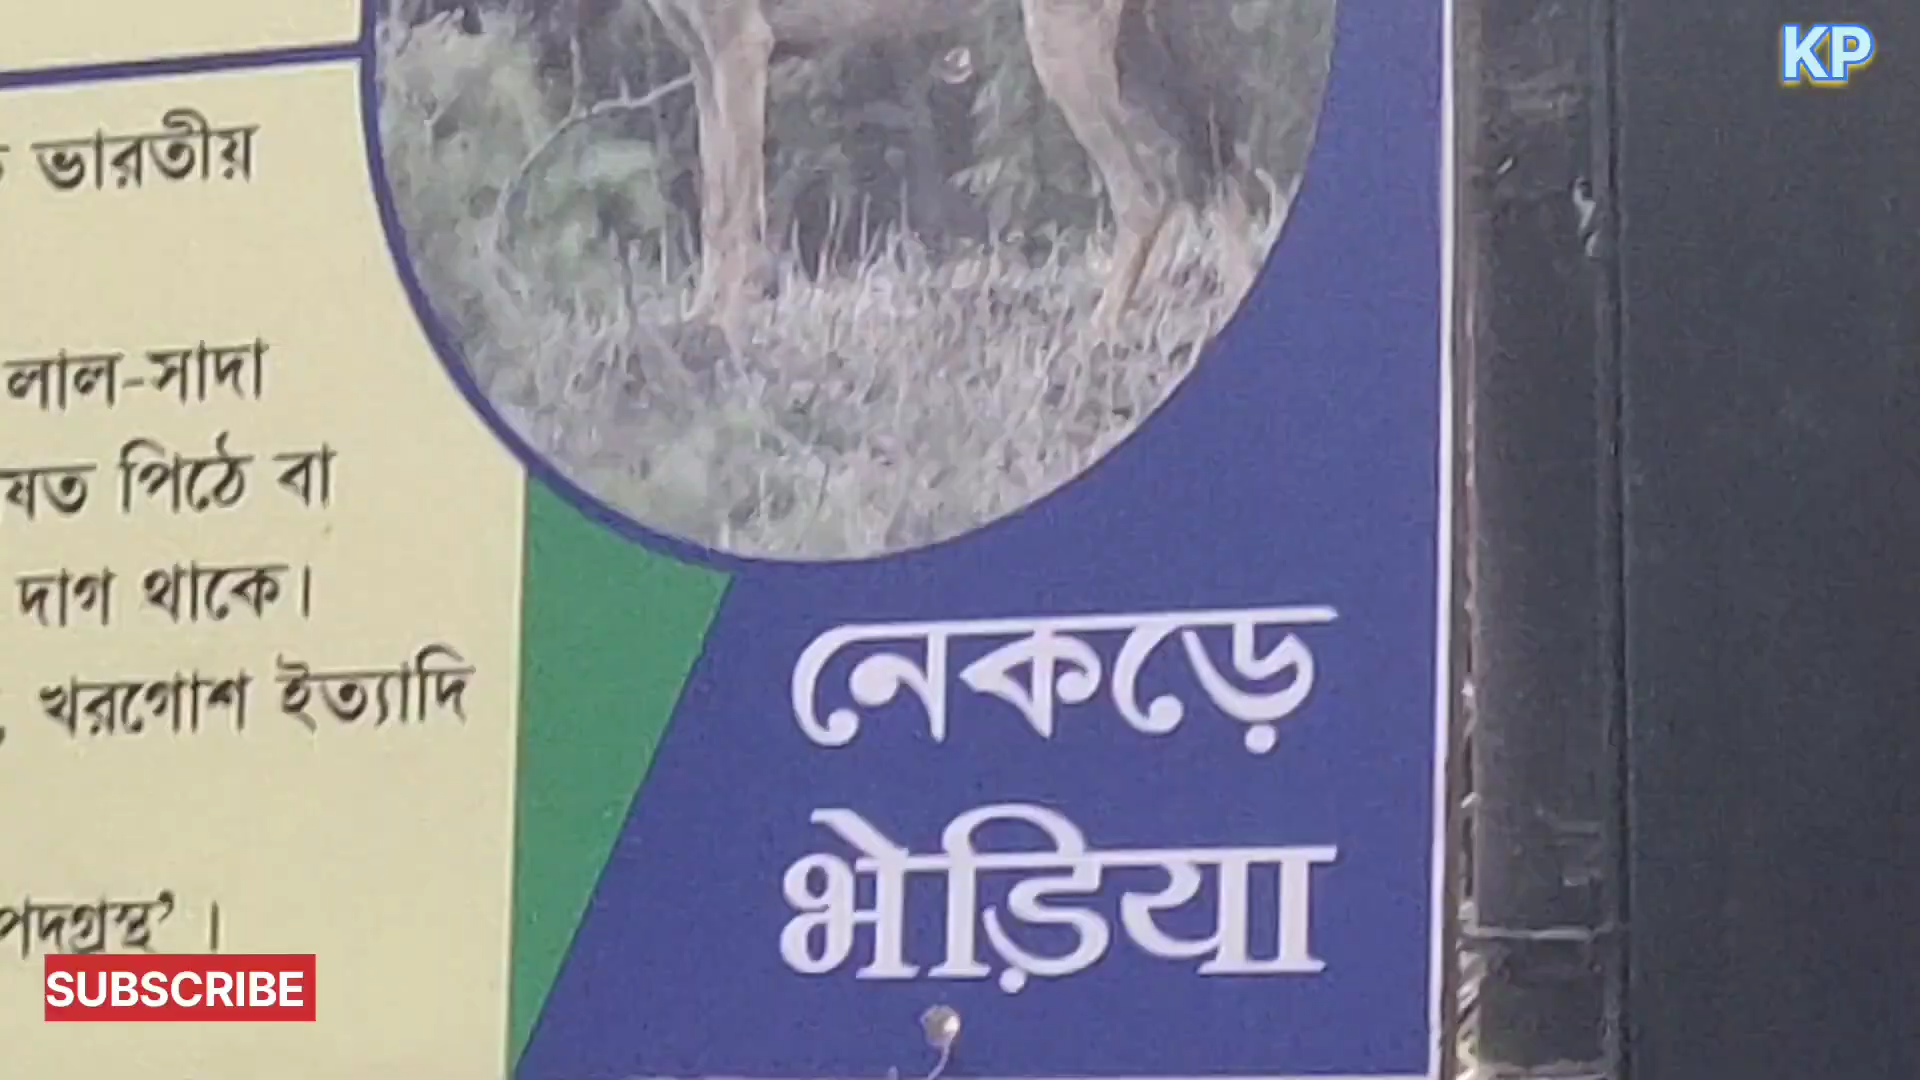 KP
ভারতীয়
লাল-সাদা
পিঠে বা
দাগ থাকে।
খরগোশ ইত্যাদি
নেকড়ে
भेड़िया
SUBSCRIBE